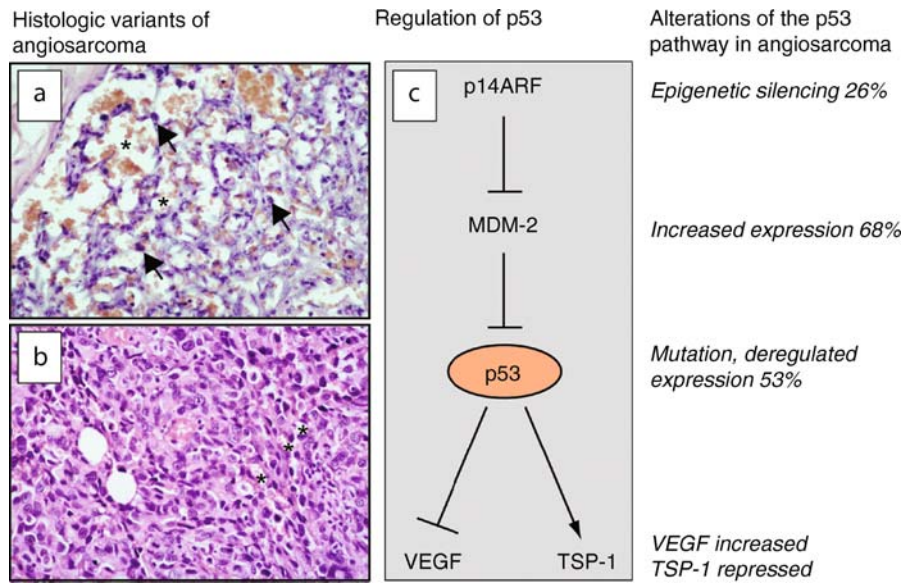 Histologic variants of
angiosarcoma
Regulation of p53
Alterations of the p53
pathway in angiosarcoma
a
*
*
b
*
*
*
c
p14ARF
MDM-2
p53
VEGF
TSP-1
Epigenetic silencing 26%
Increased expression 68%
Mutation, deregulated
expression 53%
VEGF increased
TSP-1 repressed